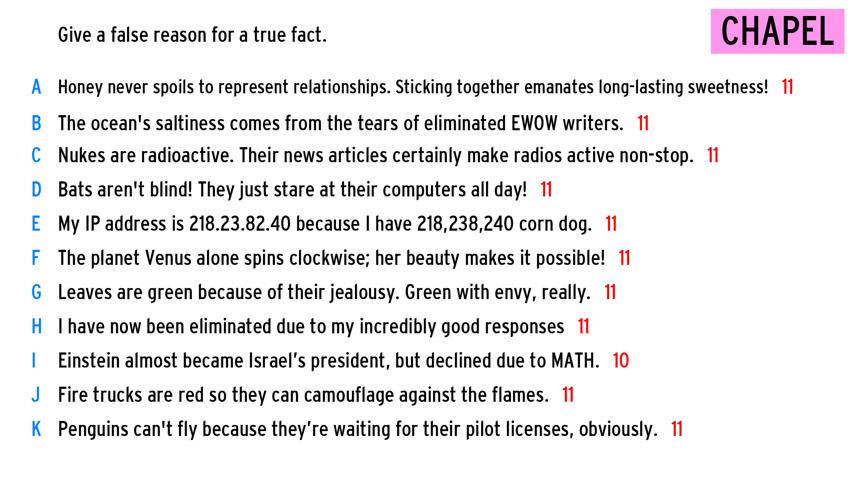 Give a false reason for a true fact.
CHAPEL
A Honey never spoils to represent relationships. Sticking together emanates long-lasting sweetness! 11
B The ocean's saltiness comes from the tears of eliminated EWOW writers. 11
C Nukes are radioactive. Their news articles certainly make radios active non-stop. 11
D Bats aren't blind! They just stare at their computers all day! 11
E My IP address is 218.23.82.40 because I have 218,238,240 corn dog. 11
F The planet Venus alone spins clockwise; her beauty makes it possible! 11
G Leaves are green because of their jealousy. Green with envy, really. 11
H I have now been eliminated due to my incredibly good responses 11
I Einstein almost became Israel’s president, but declined due to MATH. 10
J Fire trucks are red so they can camouflage against the flames. 11
K Penguins can't fly because they’re waiting for their pilot licenses, obviously. 11